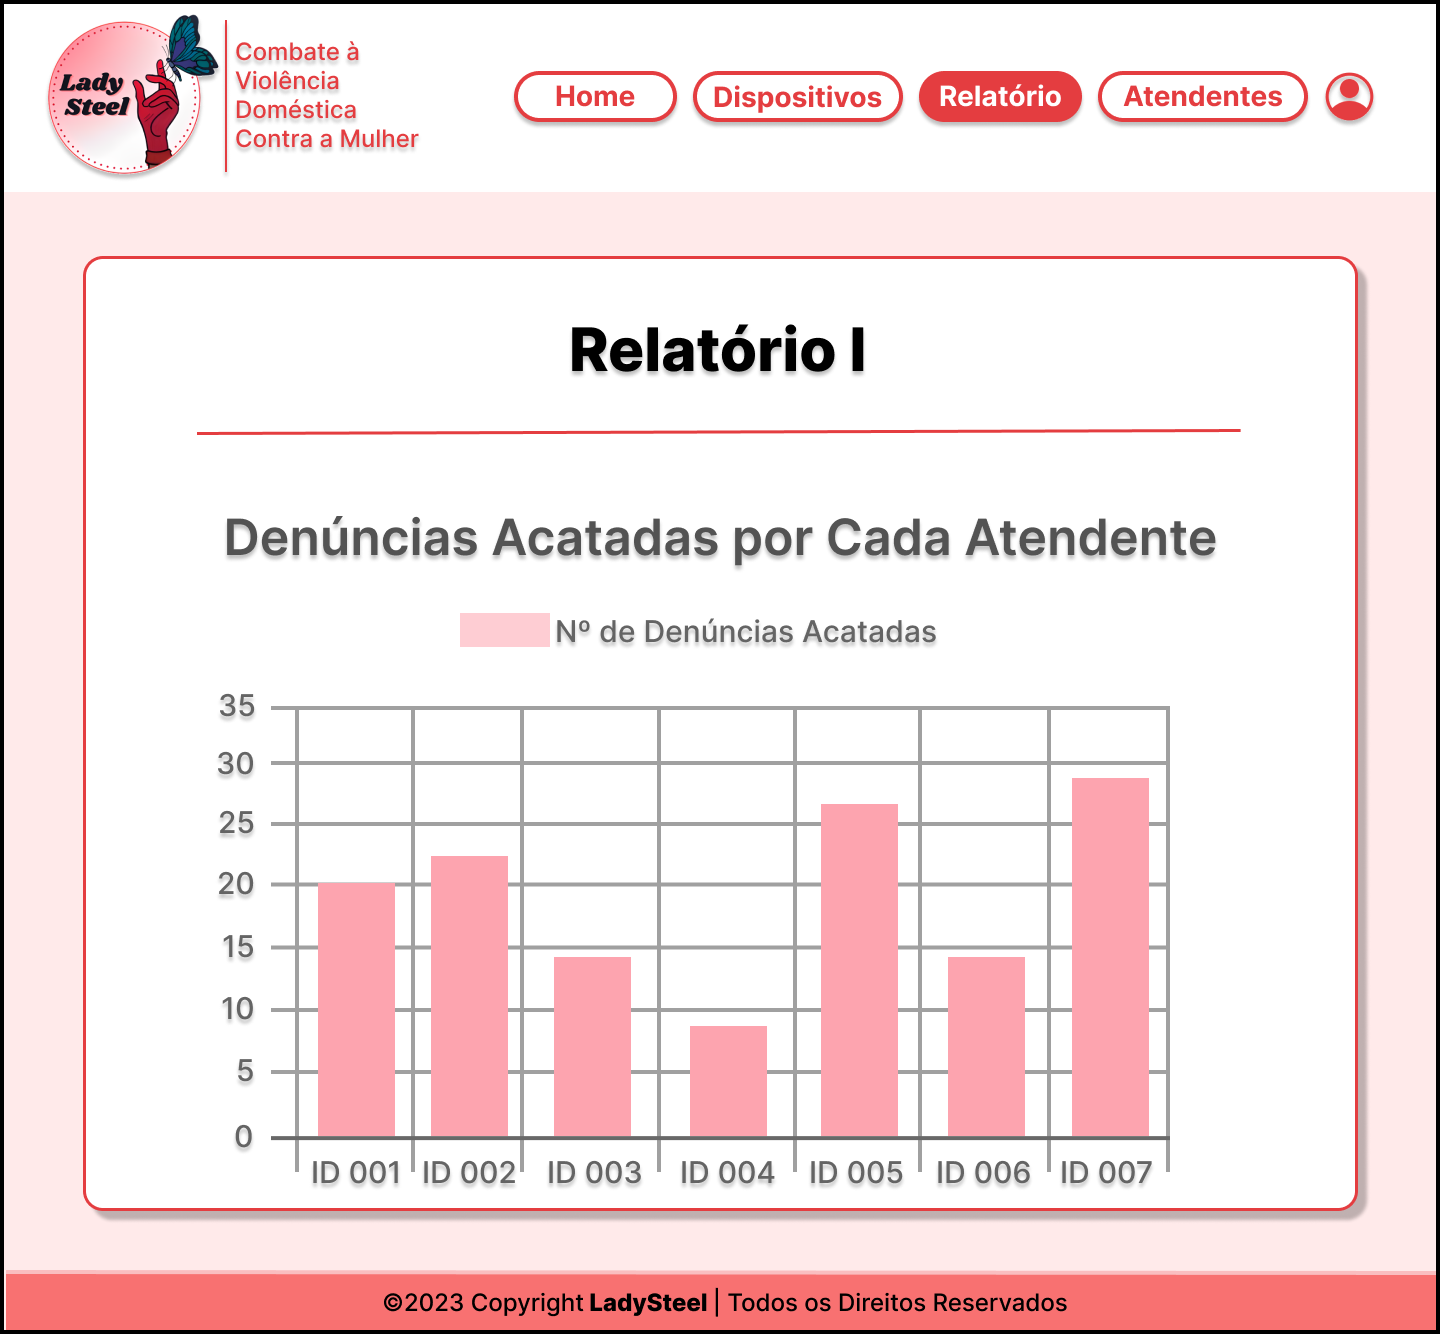 Lady
Steel
Combate à
Violência
Doméstica
Contra a Mulher
Home
Dispositivos
Relatório
Atendentes
Relatório I
Denúncias Acatadas por Cada Atendente
Nº de Denúncias Acatadas
35
30
25
20
15
10
5
0
ID 001 ID 002 ID 003 ID 004 ID 005 ID 006 ID 007
©2023 Copyright LadySteel | Todos os Direitos Reservados